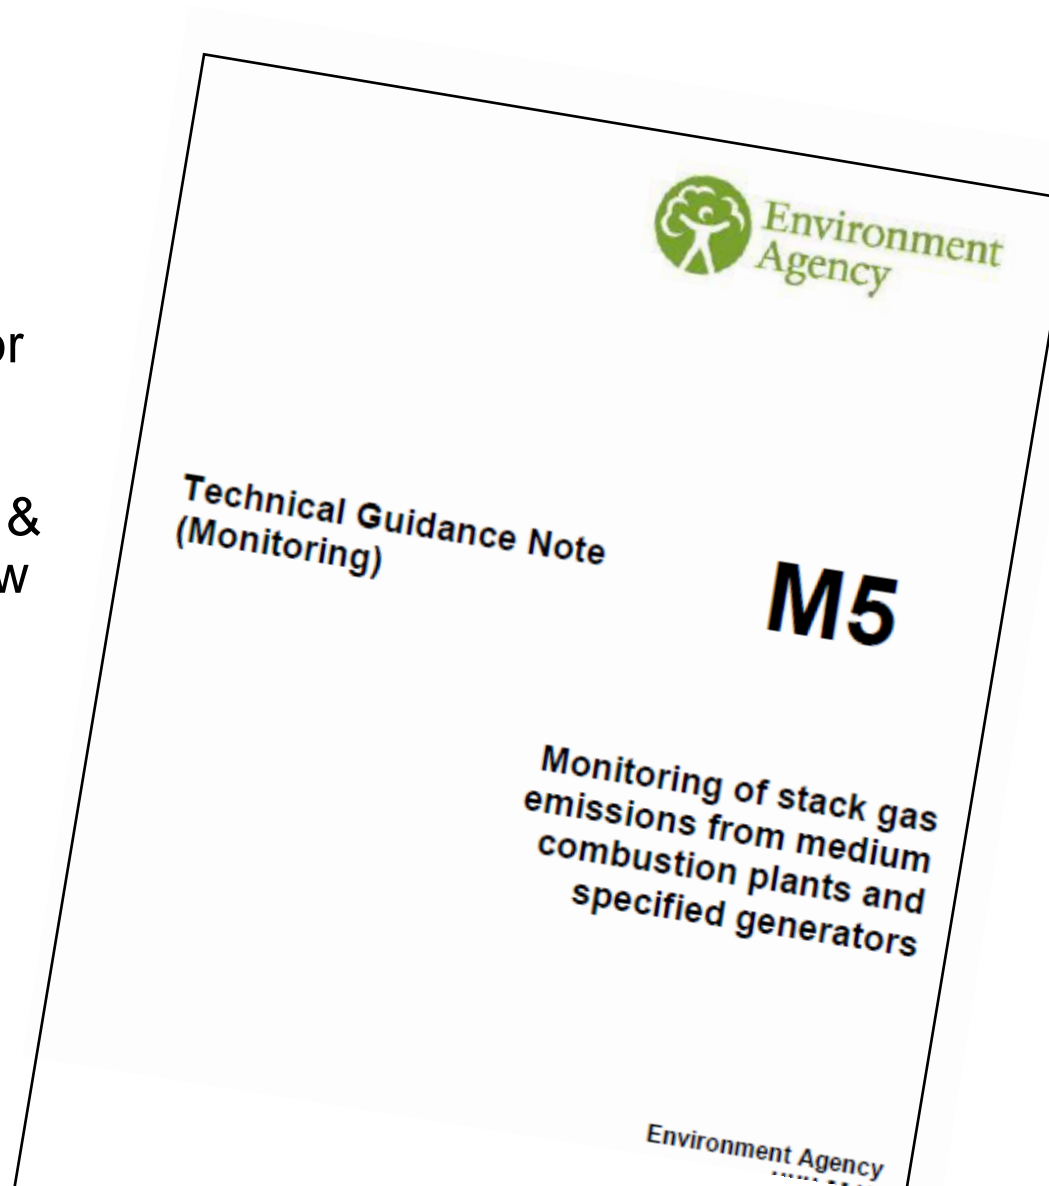 or
&
w
Environment
Agency
Technical Guidance Note
(Monitoring)
M5
Monitoring of stack gas
emissions from medium
combustion plants and
specified generators
Environment Agency